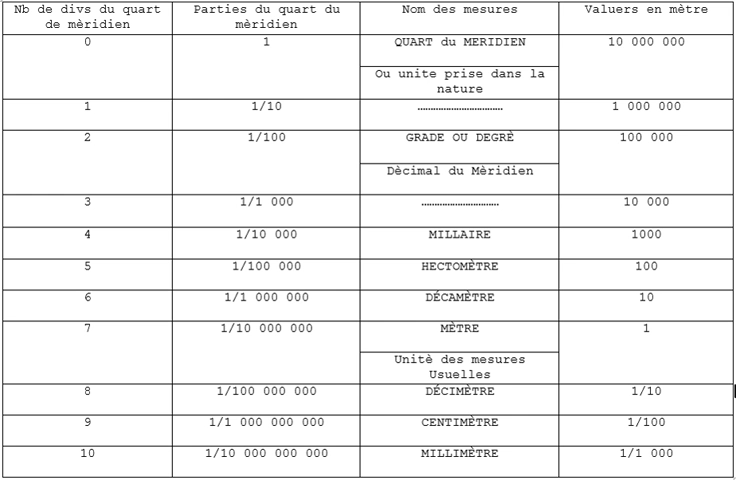 Nb de divs du quart de mèridien Parties du quart du mèridien Nom des mesures Valuers en mètre
0 1 QUART du MERIDIEN 10 000 000
Ou unite prise dans la nature
1 1/10 ................................. 1 000 000
2 1/100 GRADE OU DEGRÈ 100 000
Dècimal du Mèridien
3 1/1 000 .............................. 10 000
4 1/10 000 MILLAIRE 1000
5 1/100 000 HECTOMÈTRE 100
6 1/1 000 000 DÉCAMÈTRE 10
7 1/10 000 000 MÈTRE 1
Unitè des mesures Usuelles
8 1/100 000 000 DÉCIMÈTRE 1/10
9 1/1 000 000 000 CENTIMÈTRE 1/100
10 1/10 000 000 000 MILLIMÈTRE 1/1 000